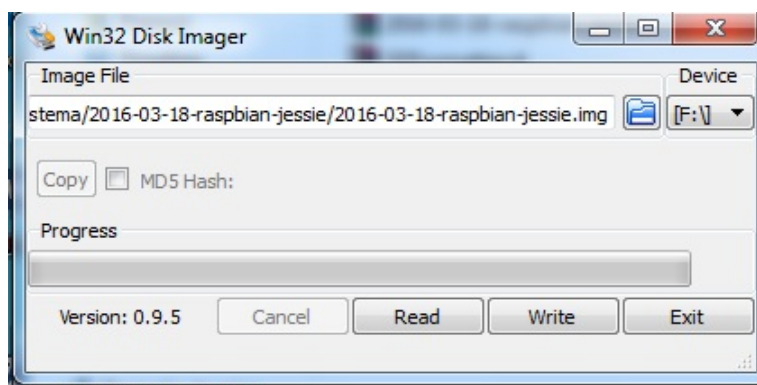 Win32 Disk Imager
Image File
Device
stema/2016-03-18-raspbian-jessie/2016-03-18-raspbian-jessie.img
[F:\]
Copy
MD5 Hash:
Progress
Version: 0.9.5
Cancel
Read
Write
Exit